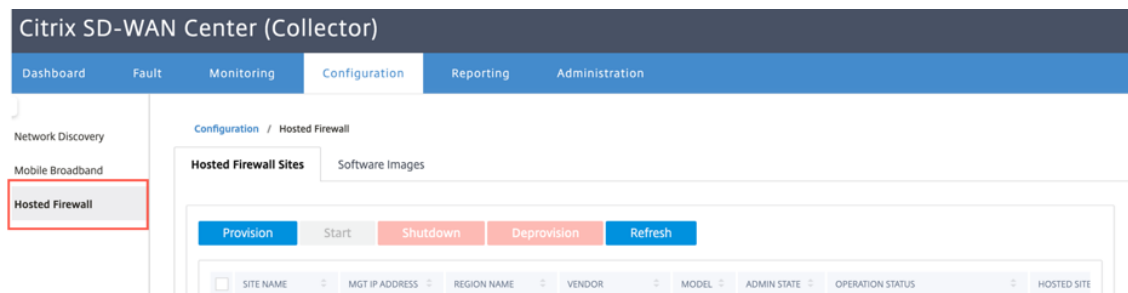 Citrix SD-WAN Center (Collector)
Dashboard Fault Monitoring Configuration Reporting Administration
Network Discovery
Mobile Broadband
Hosted Firewall
Configuration / Hosted Firewall
Hosted Firewall Sites Software Images
Provision Start Shutdown Deprovision Refresh
SITE NAME MGT IP ADDRESS REGION NAME VENDOR MODEL ADMIN STATE OPERATION STATUS HOSTED SITE